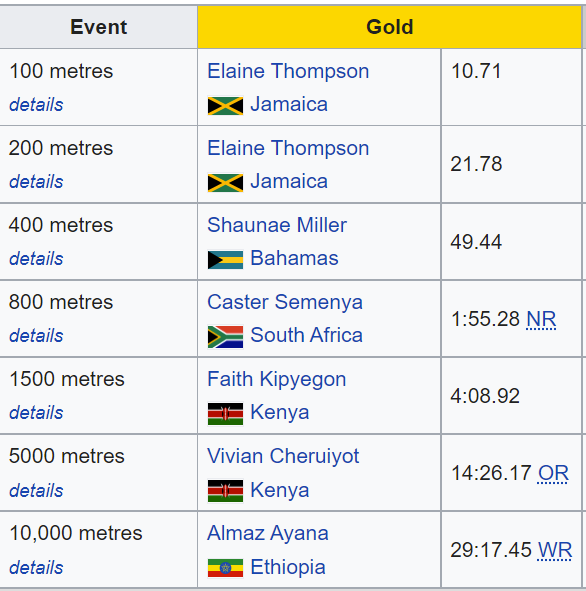 Event Gold
100 metres Elaine Thompson 10.71
details Jamaica
200 metres Elaine Thompson 21.78
details Jamaica
400 metres Shaunae Miller 49.44
details Bahamas
800 metres Caster Semenya 1:55.28 NR
details South Africa
1500 metres Faith Kipyegon 4:08.92
details Kenya
5000 metres Vivian Cheruiyot 14:26.17 OR
details Kenya
10,000 metres Almaz Ayana 29:17.45 WR
details Ethiopia